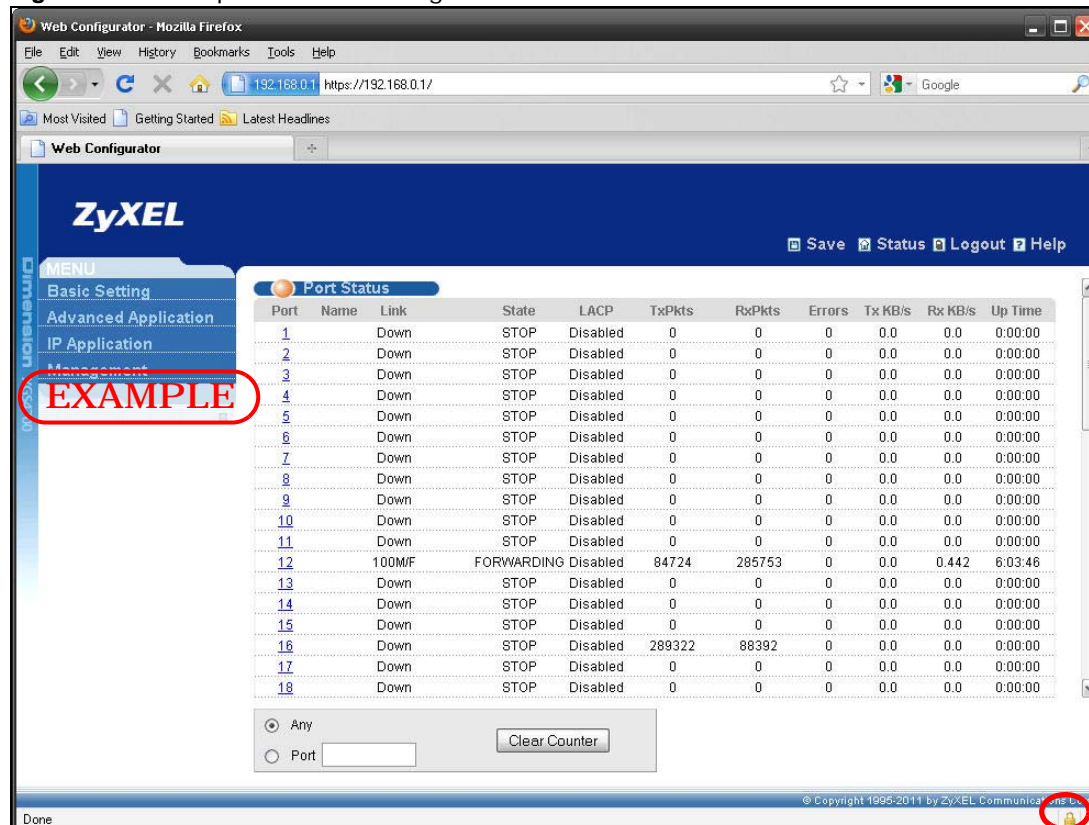 Web Configurator - Mozilla Firefox
File Edit View History Bookmarks Tools Help
192.168.0.1 https://192.168.0.1/
Google
Most Visited Getting Started Latest Headlines
Web Configurator
ZyXEL
Save Status Logout Help
Dimension
MENU
Basic Setting
Advanced Application
IP Application
Management
EXAMPLE
Port Status
Port Name Link State LACP TxPkts RxPkts Errors Tx KB/s Rx KB/s Up Time
1 Down STOP Disabled 0 0 0 0.0 0.0 0:00:00
2 Down STOP Disabled 0 0 0 0.0 0.0 0:00:00
3 Down STOP Disabled 0 0 0 0.0 0.0 0:00:00
4 Down STOP Disabled 0 0 0 0.0 0.0 0:00:00
5 Down STOP Disabled 0 0 0 0.0 0.0 0:00:00
6 Down STOP Disabled 0 0 0 0.0 0.0 0:00:00
7 Down STOP Disabled 0 0 0 0.0 0.0 0:00:00
8 Down STOP Disabled 0 0 0 0.0 0.0 0:00:00
9 Down STOP Disabled 0 0 0 0.0 0.0 0:00:00
10 Down STOP Disabled 0 0 0 0.0 0.0 0:00:00
11 Down STOP Disabled 0 0 0 0.0 0.0 0:00:00
12 100M/F FORWARDING Disabled 84724 285753 0 0.0 0.442 6:03:46
13 Down STOP Disabled 0 0 0 0.0 0.0 0:00:00
14 Down STOP Disabled 0 0 0 0.0 0.0 0:00:00
15 Down STOP Disabled 0 0 0 0.0 0.0 0:00:00
16 Down STOP Disabled 289322 88392 0 0.0 0.0 0:00:00
17 Down STOP Disabled 0 0 0 0.0 0.0 0:00:00
18 Down STOP Disabled 0 0 0 0.0 0.0 0:00:00
Any
Port
Clear Counter
© Copyright 1995-2011 by ZyXEL Communications Co
Done